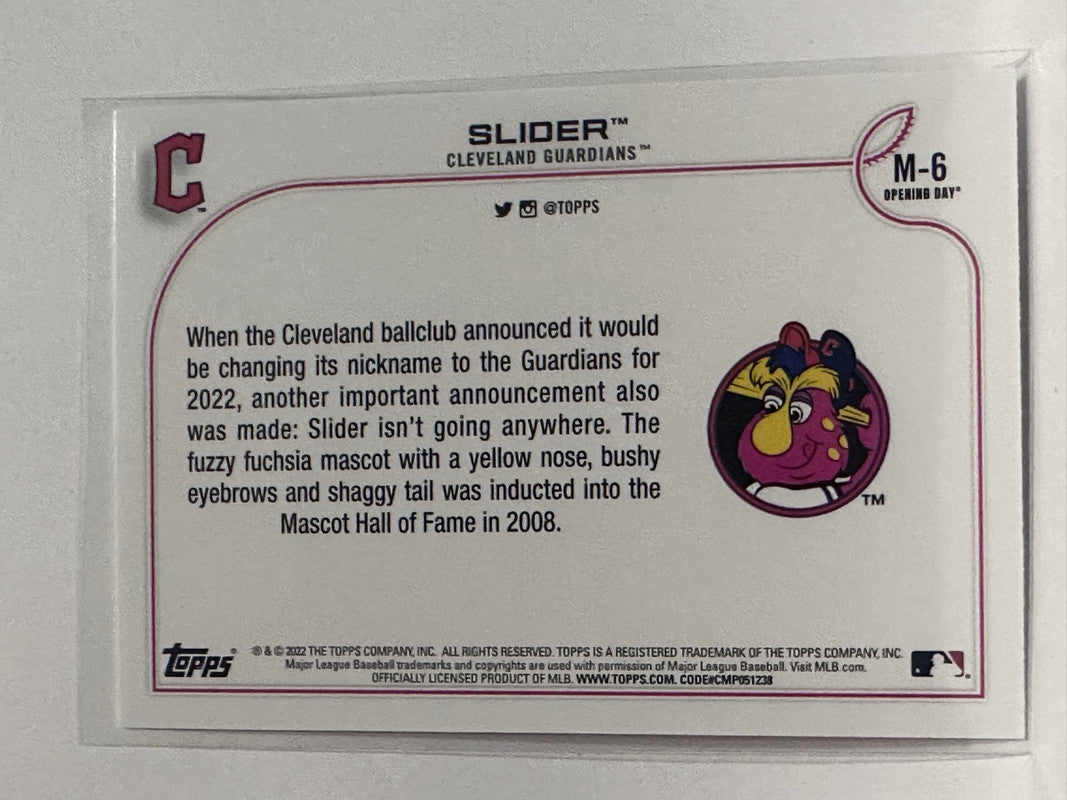 C
™
SLIDER™
CLEVELAND GUARDIANS™
M-6
OPENING DAY®
@TOPPS
When the Cleveland ballclub announced it would
be changing its nickname to the Guardians for
2022, another important announcement also
was made: Slider isn't going anywhere. The
fuzzy fuchsia mascot with a yellow nose, bushy
eyebrows and shaggy tail was inducted into the
Mascot Hall of Fame in 2008.
C
TM
Topps®
® & © 2022 THE TOPPS COMPANY, INC. ALL RIGHTS RESERVED. TOPPS IS A REGISTERED TRADEMARK OF THE TOPPS COMPANY, INC.
Major League Baseball trademarks and copyrights are used with permission of Major League Baseball. Visit MLB.com.
OFFICIALLY LICENSED PRODUCT OF MLB. WWW.TOPPS.COM. CODE#CMP051238